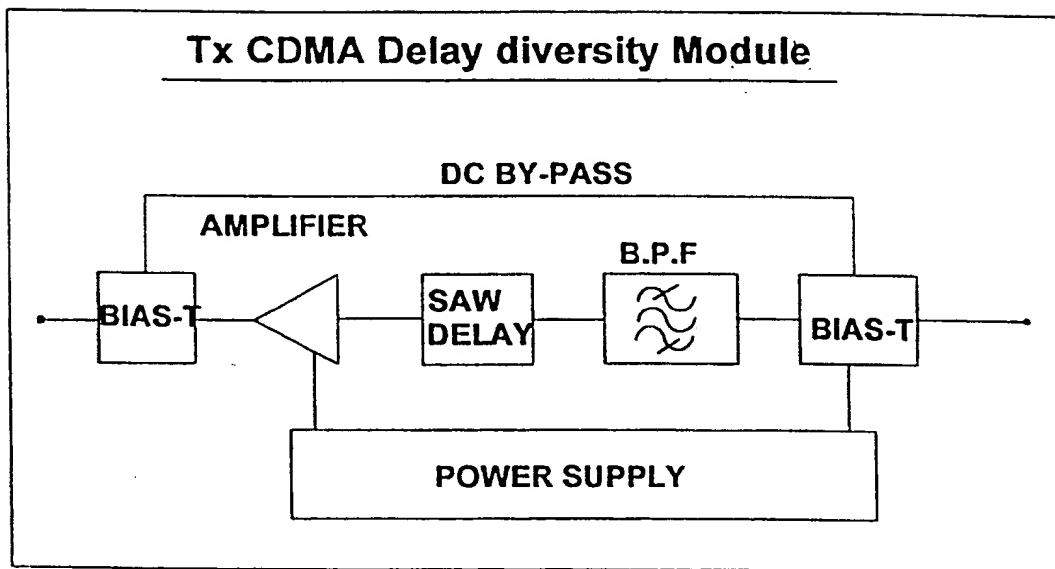 Tx CDMA Delay diversity Module
DC BY-PASS
AMPLIFIER
B.P.F
BIAS-T
SAW
DELAY
BIAS-T
POWER SUPPLY